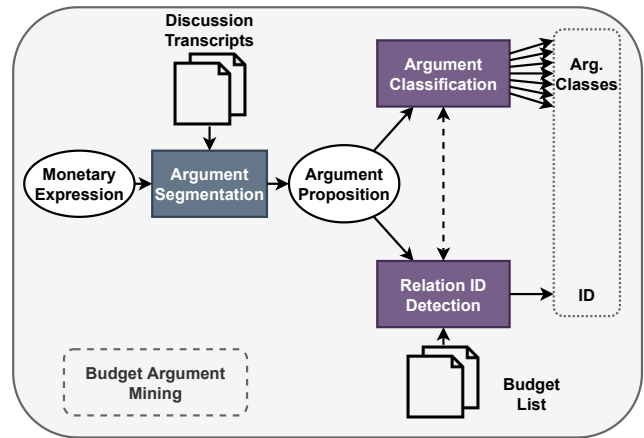 Discussion
Transcripts
Argument
Classification
Arg.
Classes
Monetary
Expression
Argument
Segmentation
Argument
Proposition
Relation ID
Detection
ID
Budget Argument
Mining
Budget
List